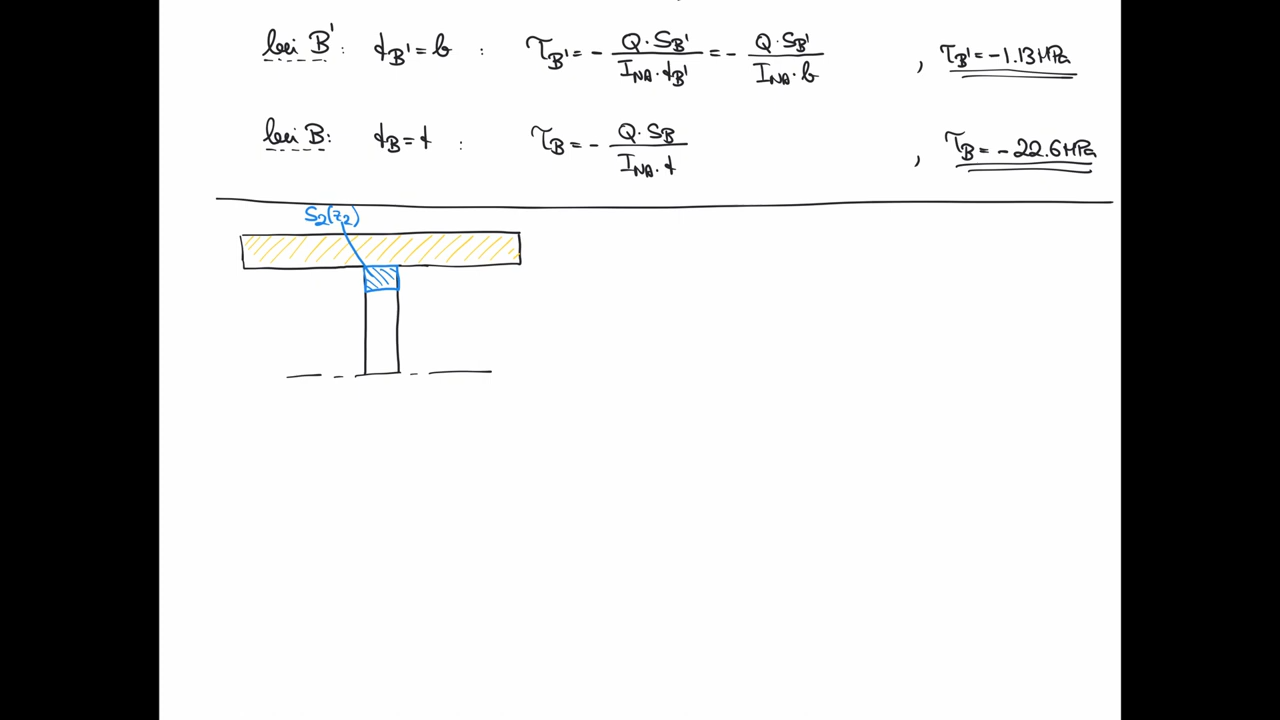 bei B': t_B' = b : τ_B' = - Q · S_B' / I_NA · t_B' = - Q · S_B' / I_NA · b , τ_B' = -1.13 MPa
bei B: t_B = t : τ_B = - Q · S_B / I_NA · t , τ_B = -22.6 MPa
S_2(z_2)